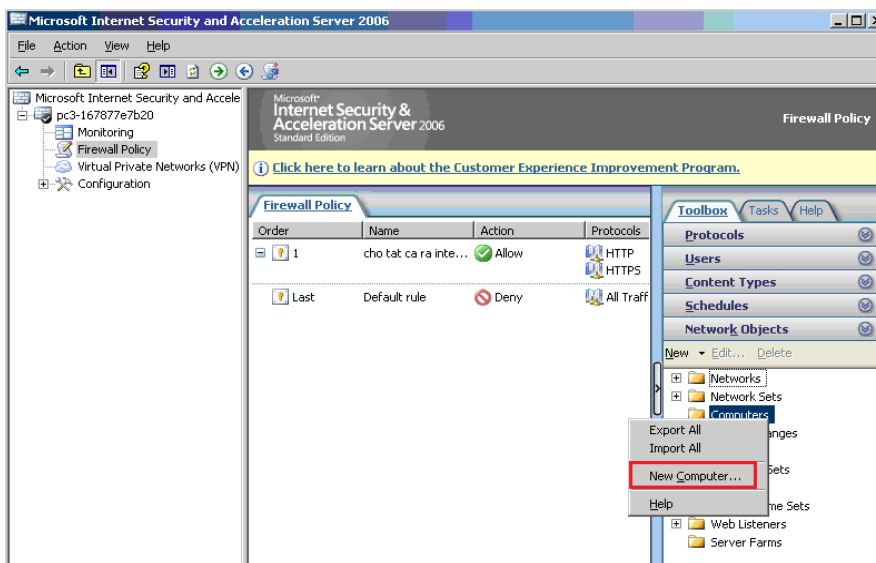 Microsoft Internet Security and Acceleration Server 2006
File Action View Help
Microsoft Internet Security and Accele
pc3-167877e7b20
Monitoring
Firewall Policy
Virtual Private Networks (VPN)
Configuration
Microsoft
Internet Security &
Acceleration Server 2006
Standard Edition
Firewall Policy
Click here to learn about the Customer Experience Improvement Program.
Firewall Policy
Order Name Action Protocols
1 cho tat ca ra inte... Allow HTTP
HTTPS
Last Default rule Deny All Traff
Toolbox Tasks Help
Protocols
Users
Content Types
Schedules
Network Objects
New Edit... Delete
Networks
Network Sets
Computers
anges
Sets
me Sets
Web Listeners
Server Farms
Export All
Import All
New Computer...
Help